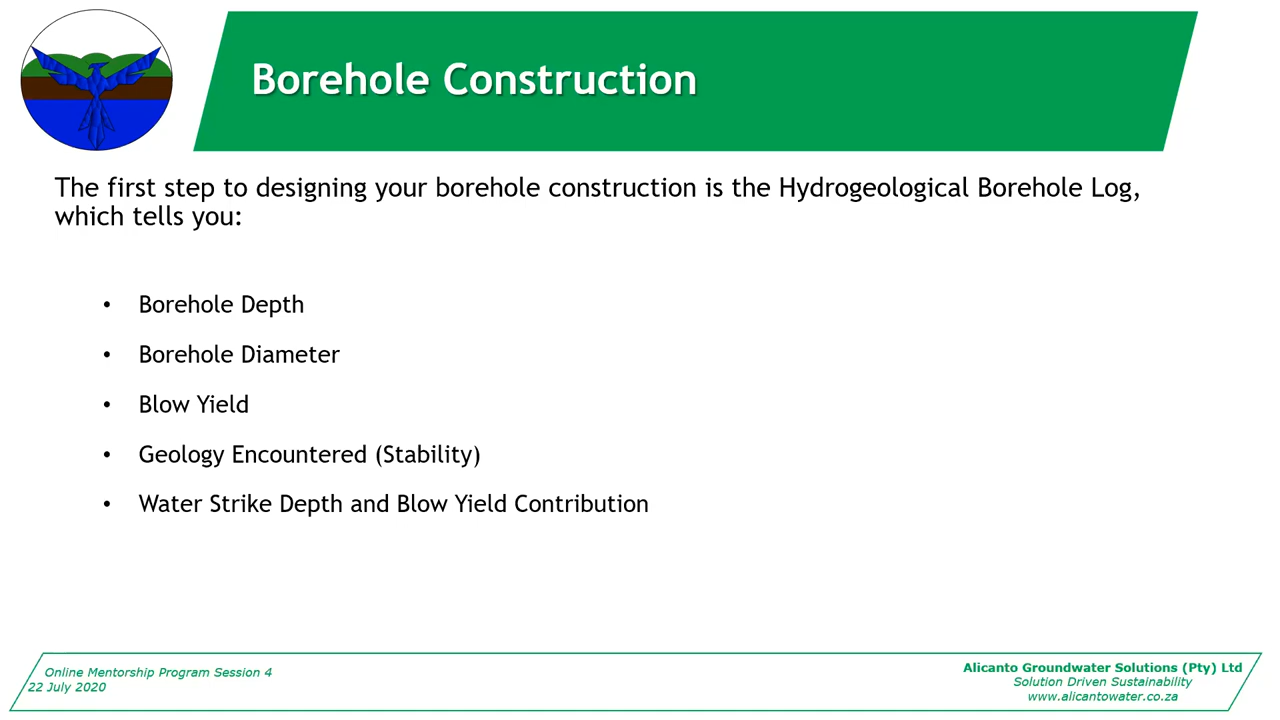 Borehole Construction
The first step to designing your borehole construction is the Hydrogeological Borehole Log,
which tells you:
• Borehole Depth
• Borehole Diameter
• Blow Yield
• Geology Encountered (Stability)
• Water Strike Depth and Blow Yield Contribution
Online Mentorship Program Session 4
22 July 2020
Alicanto Groundwater Solutions (Pty) Ltd
Solution Driven Sustainability
www.alicantowater.co.za